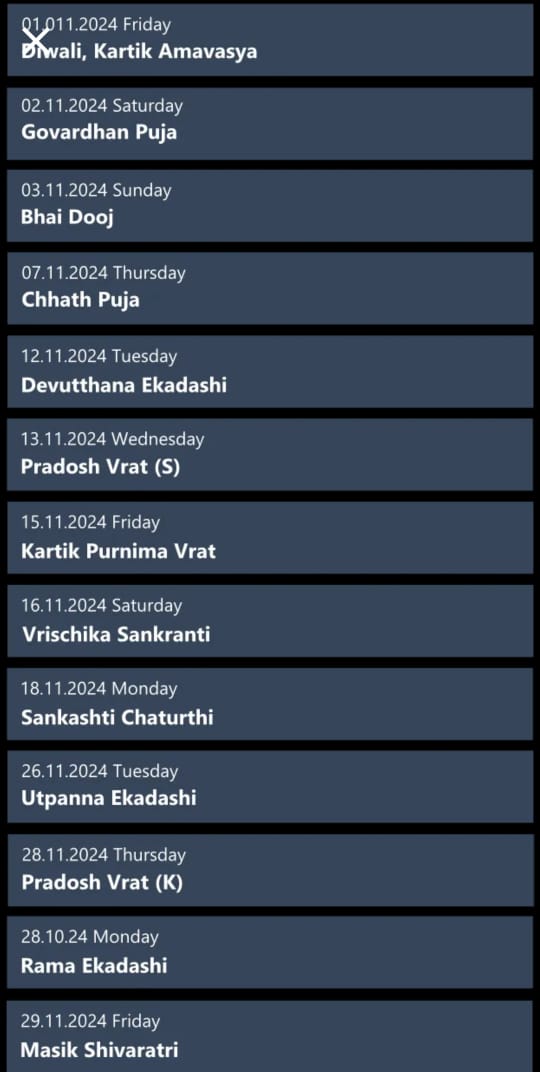 01.011.2024 Friday
Diwali, Kartik Amavasya
02.11.2024 Saturday
Govardhan Puja
03.11.2024 Sunday
Bhai Dooj
07.11.2024 Thursday
Chhath Puja
12.11.2024 Tuesday
Devutthana Ekadashi
13.11.2024 Wednesday
Pradosh Vrat (S)
15.11.2024 Friday
Kartik Purnima Vrat
16.11.2024 Saturday
Vrischika Sankranti
18.11.2024 Monday
Sankashti Chaturthi
26.11.2024 Tuesday
Utpanna Ekadashi
28.11.2024 Thursday
Pradosh Vrat (K)
28.10.24 Monday
Rama Ekadashi
29.11.2024 Friday
Masik Shivaratri